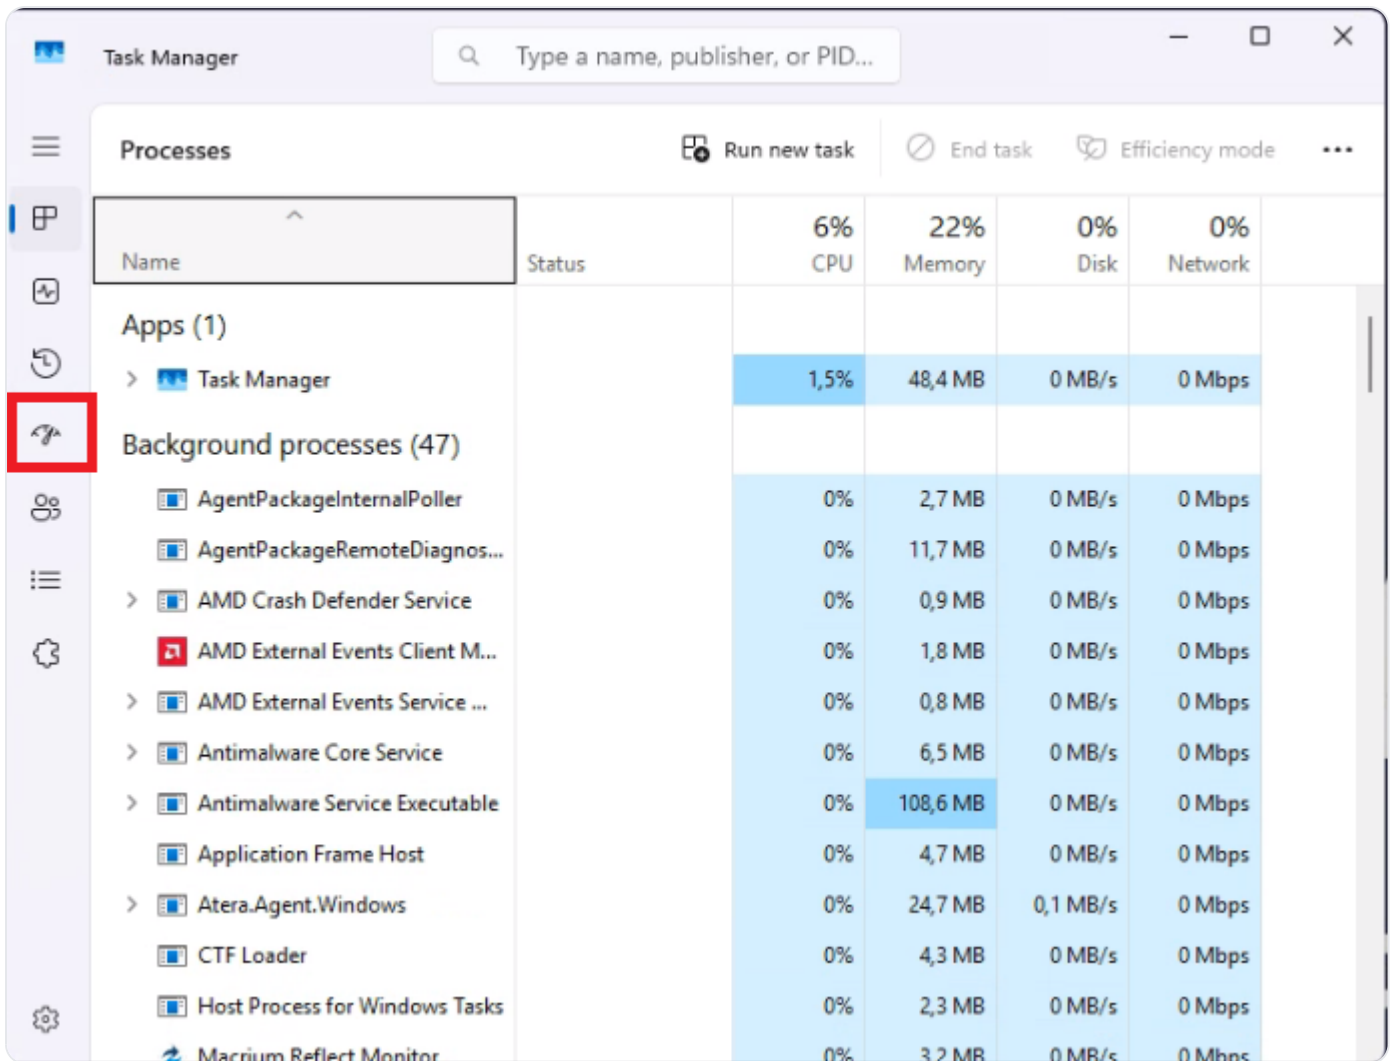 Task Manager
Type a name, publisher, or PID...
Processes
Run new task
End task
Efficiency mode
6% 22% 0% 0%
Name Status CPU Memory Disk Network
Apps (1)
Task Manager 1,5% 48,4 MB 0 MB/s 0 Mbps
Background processes (47)
AgentPackageInternalPoller 0% 2,7 MB 0 MB/s 0 Mbps
AgentPackageRemoteDiagnos... 0% 11,7 MB 0 MB/s 0 Mbps
AMD Crash Defender Service 0% 0,9 MB 0 MB/s 0 Mbps
AMD External Events Client M... 0% 1,8 MB 0 MB/s 0 Mbps
AMD External Events Service ... 0% 0,8 MB 0 MB/s 0 Mbps
Antimalware Core Service 0% 6,5 MB 0 MB/s 0 Mbps
Antimalware Service Executable 0% 108,6 MB 0 MB/s 0 Mbps
Application Frame Host 0% 4,7 MB 0 MB/s 0 Mbps
Atera.Agent.Windows 0% 24,7 MB 0,1 MB/s 0 Mbps
CTF Loader 0% 4,3 MB 0 MB/s 0 Mbps
Host Process for Windows Tasks 0% 2,3 MB 0 MB/s 0 Mbps
Macrium Reflect Monitor 0% 3,2 MB 0 MB/s 0 Mbps